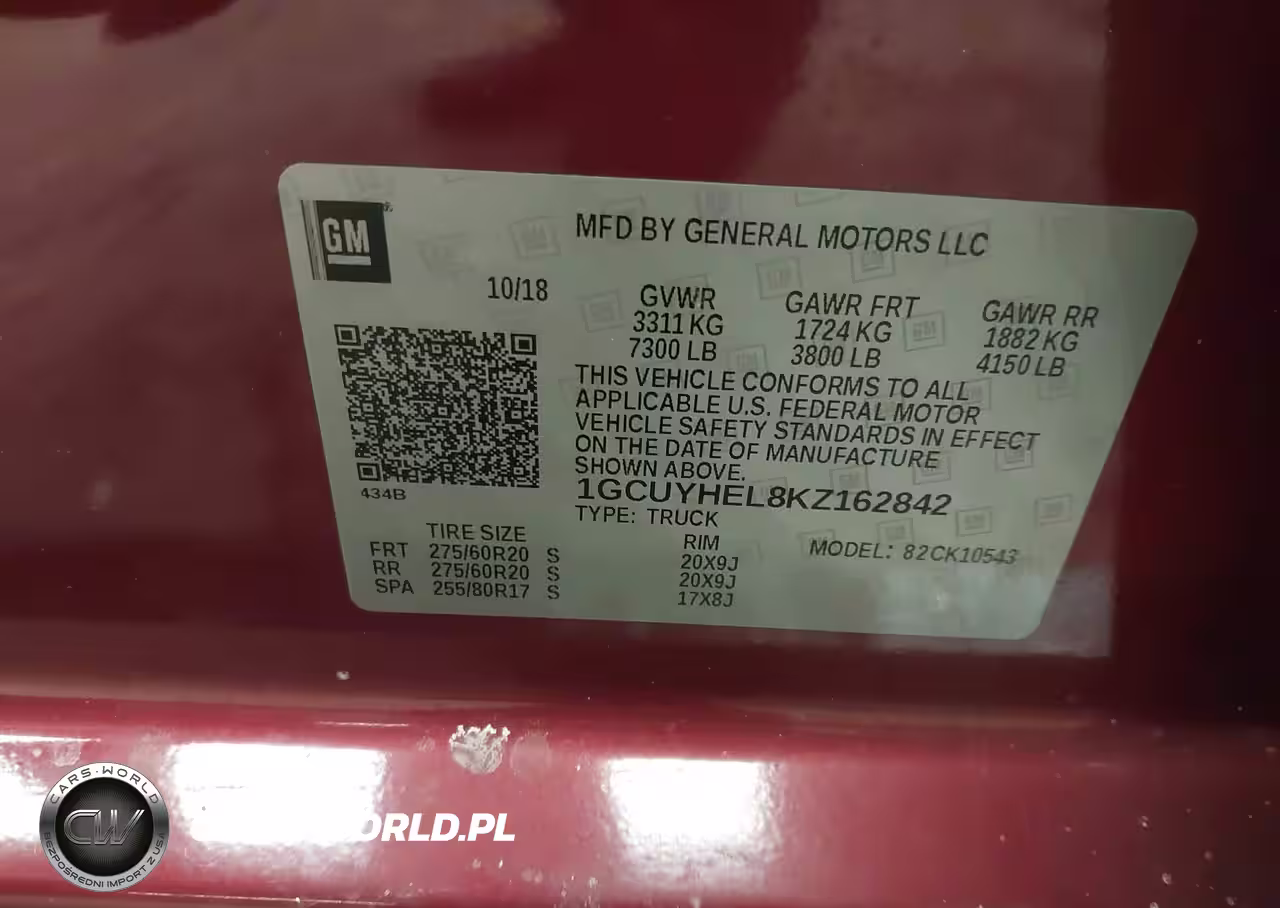 GM
MFD BY GENERAL MOTORS LLC
10/18
GVWR GAWR FRT GAWR RR
3311 KG 1724 KG 1882 KG
7300 LB 3800 LB 4150 LB
THIS VEHICLE CONFORMS TO ALL
APPLICABLE U.S. FEDERAL MOTOR
VEHICLE SAFETY STANDARDS IN EFFECT
ON THE DATE OF MANUFACTURE
SHOWN ABOVE.
434B
1GCUYHEL8KZ162842
TYPE: TRUCK
TIRE SIZE RIM MODEL: 82CK10543
FRT 275/60R20 S 20X9J
RR 275/60R20 S 20X9J
SPA 255/80R17 S 17X8J
CARS-WORLD
CW
BEZPOŚREDNI IMPORT Z USA
ORLD.PL